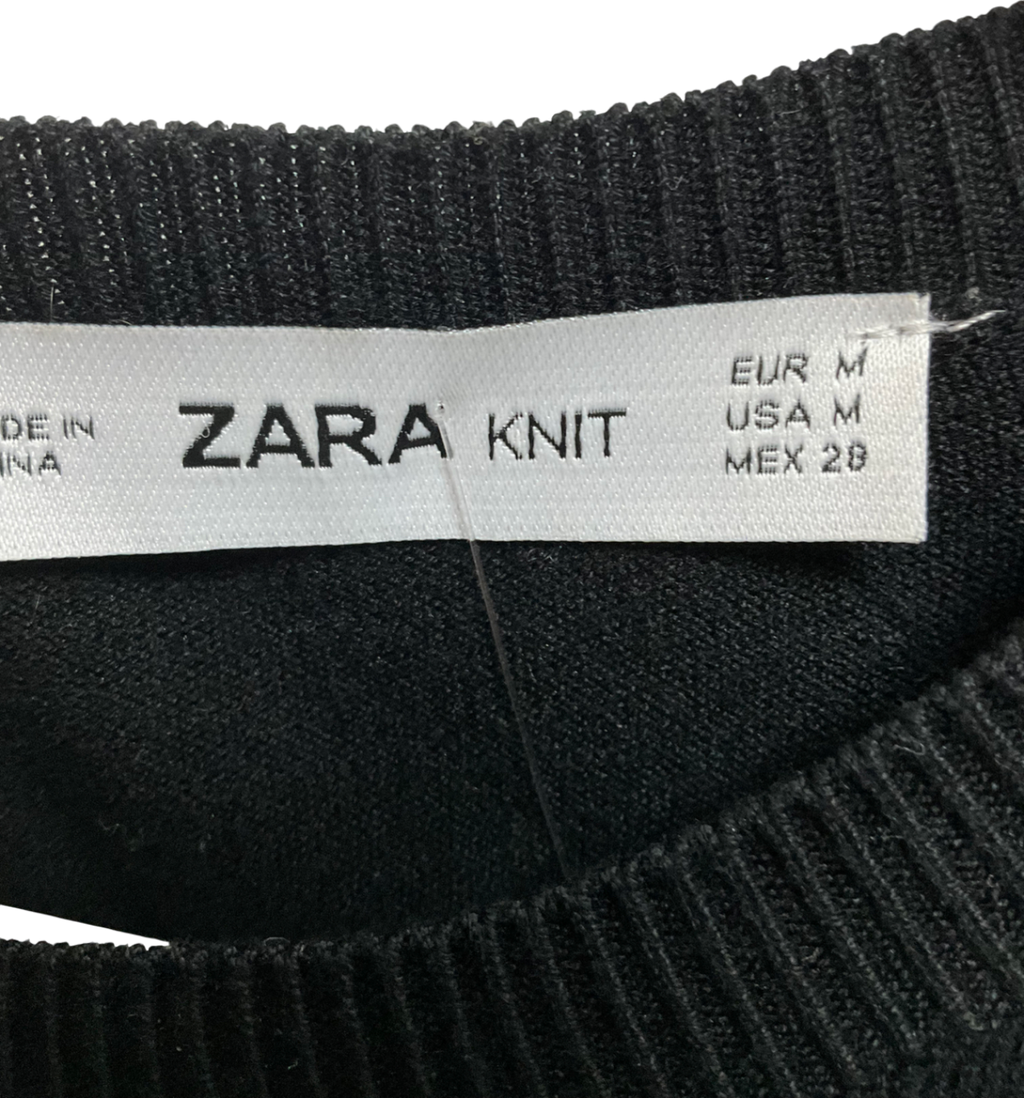 DE IN
INA
ZARA KNIT
EUR M
USA M
MEX 28